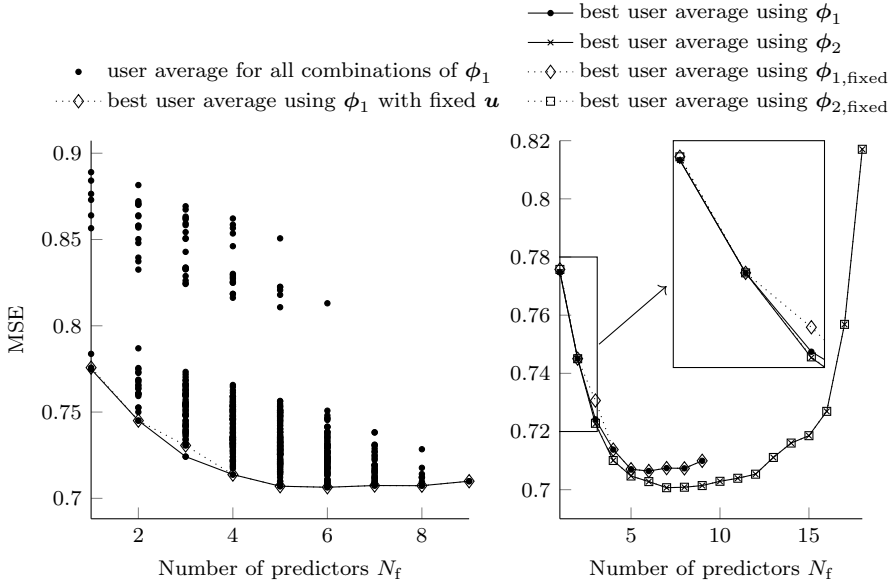 user average for all combinations of ϕ₁
best user average using ϕ₁ with fixed u
best user average using ϕ₁
best user average using ϕ₂
best user average using ϕ₁,fixed
best user average using ϕ₂,fixed
0.9
0.85
0.8
0.75
0.7
MSE
2 4 6 8
Number of predictors N_f
0.82
0.8
0.78
0.76
0.74
0.72
0.7
5 10 15
Number of predictors N_f